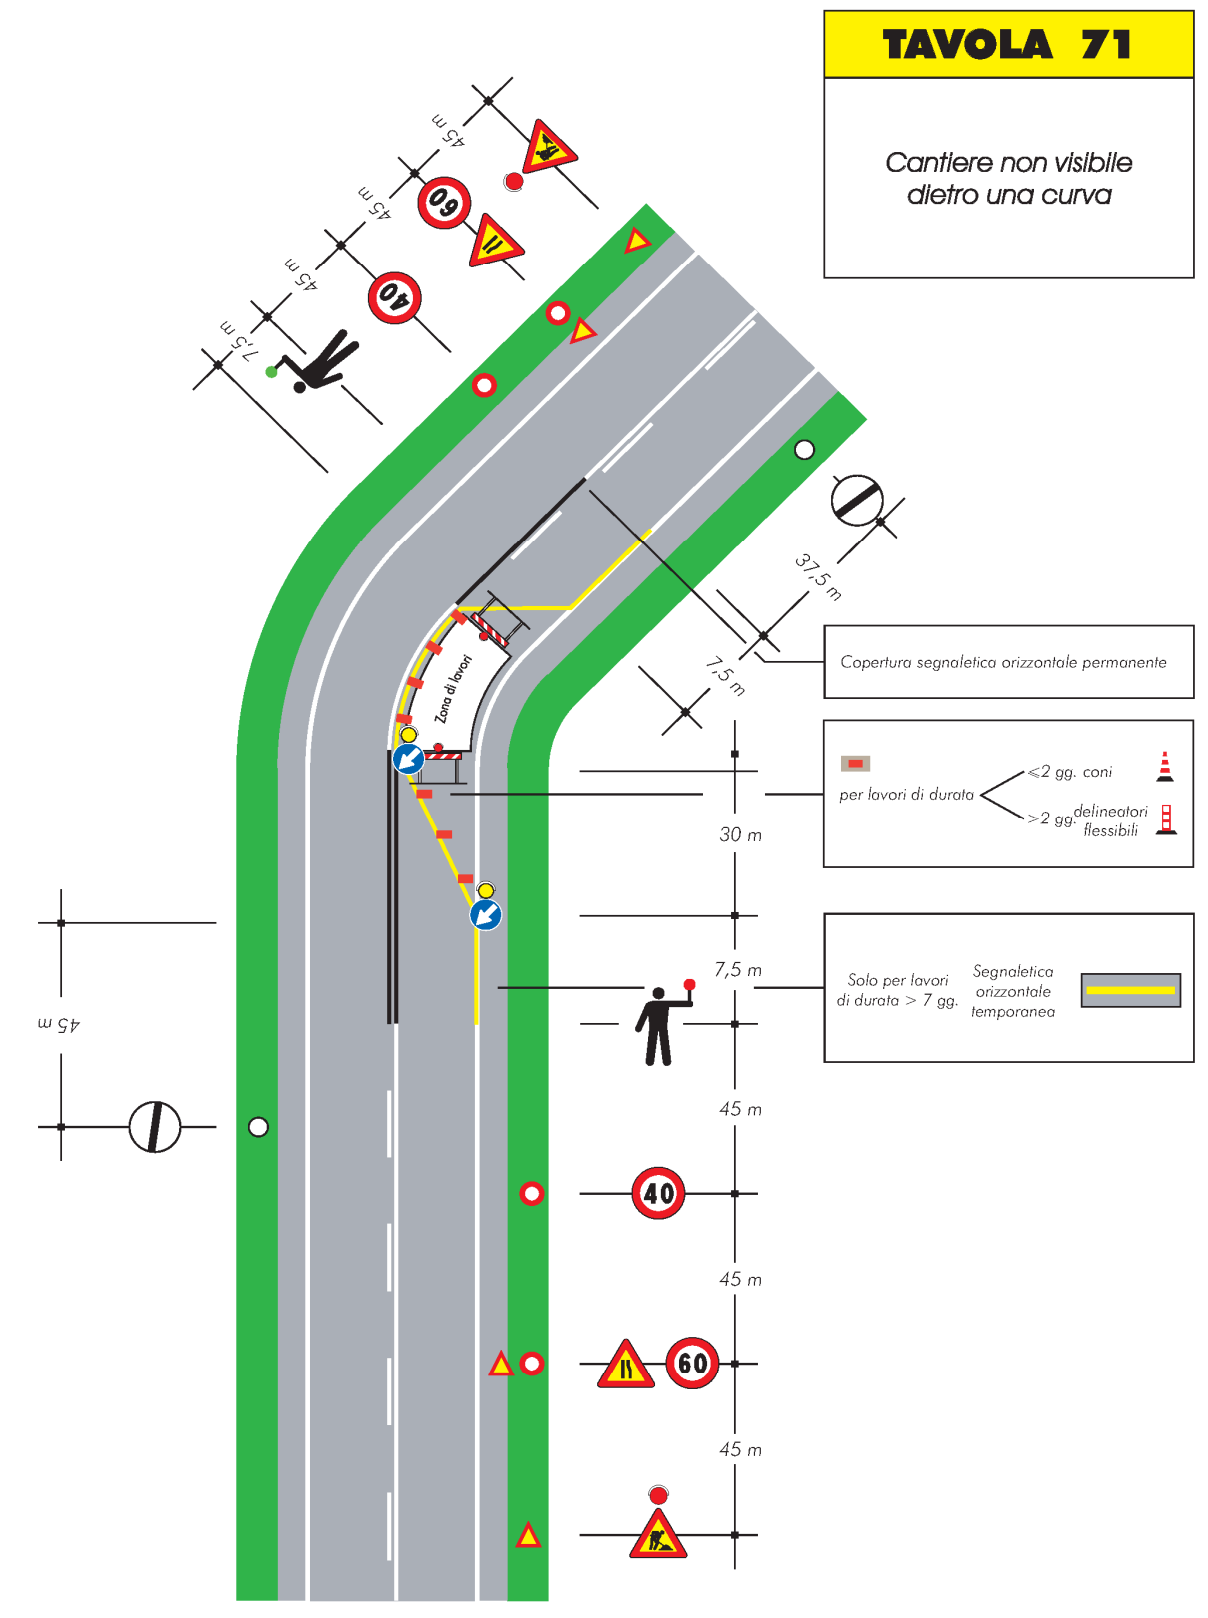 TAVOLA 71
Cantiere non visibile
dietro una curva
45 m
45 m
60
45 m
40
7,5 m
37,5 m
7,5 m
Copertura segnaletica orizzontale permanente
Zona di lavori
per lavori di durata
⩽2 gg. coni
>2 gg. delineatori
flessibili
30 m
7,5 m
Solo per lavori
di durata > 7 gg.
Segnaletica
orizzontale
temporanea
45 m
45 m
40
45 m
60
45 m